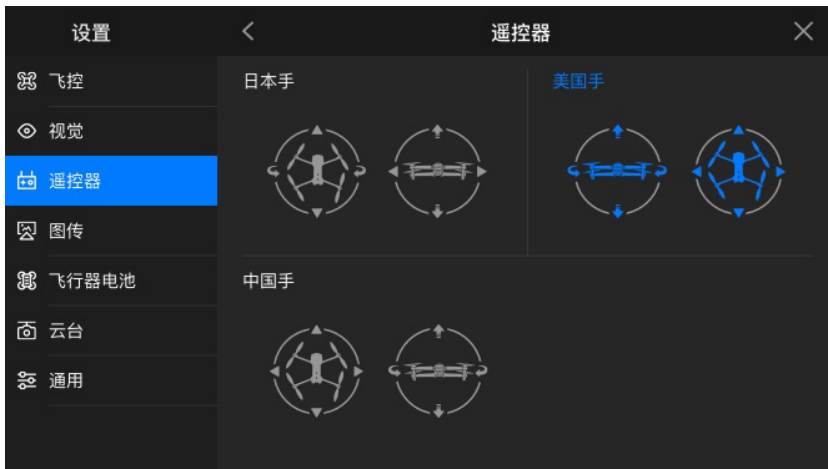 设置
飞控
视觉
遥控器
图传
飞行器电池
云台
通用
遥控器
日本手
美国手
中国手